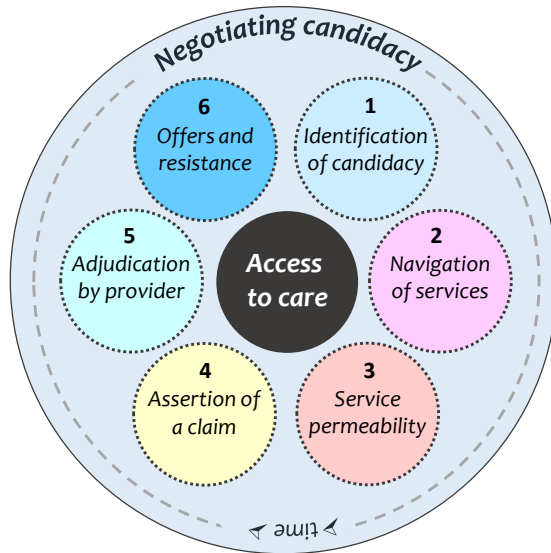 Negotiating candidacy
1
Identification
of candidacy
2
Navigation
of services
3
Service
permeability
4
Assertion of
a claim
5
Adjudication
by provider
6
Offers and
resistance
Access
to care
time